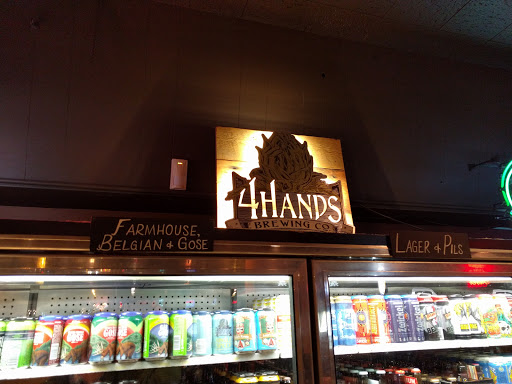 4HANDS
BREWING CO
FARMHOUSE,
BELGIAN & GOSE
LAGER & PILS